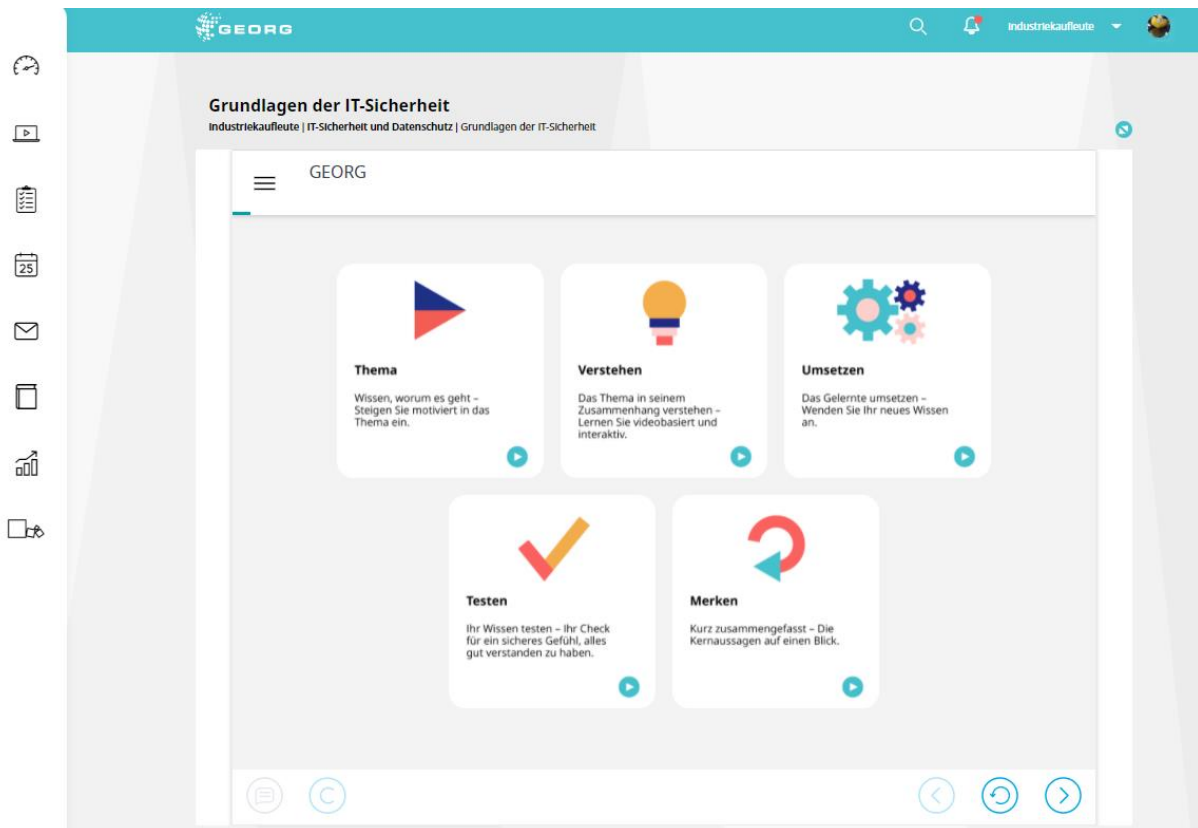 GEORG
Industriekaufleute
25
Grundlagen der IT-Sicherheit
Industriekaufleute | IT-Sicherheit und Datenschutz | Grundlagen der IT-Sicherheit
GEORG
Thema
Wissen, worum es geht –
Steigen Sie motiviert in das
Thema ein.
Verstehen
Das Thema in seinem
Zusammenhang verstehen –
Lernen Sie videobasiert und
interaktiv.
Umsetzen
Das Gelernte umsetzen –
Wenden Sie Ihr neues Wissen
an.
Testen
Ihr Wissen testen – Ihr Check
für ein sicheres Gefühl, alles
gut verstanden zu haben.
Merken
Kurz zusammengefasst – Die
Kernaussagen auf einen Blick.
C